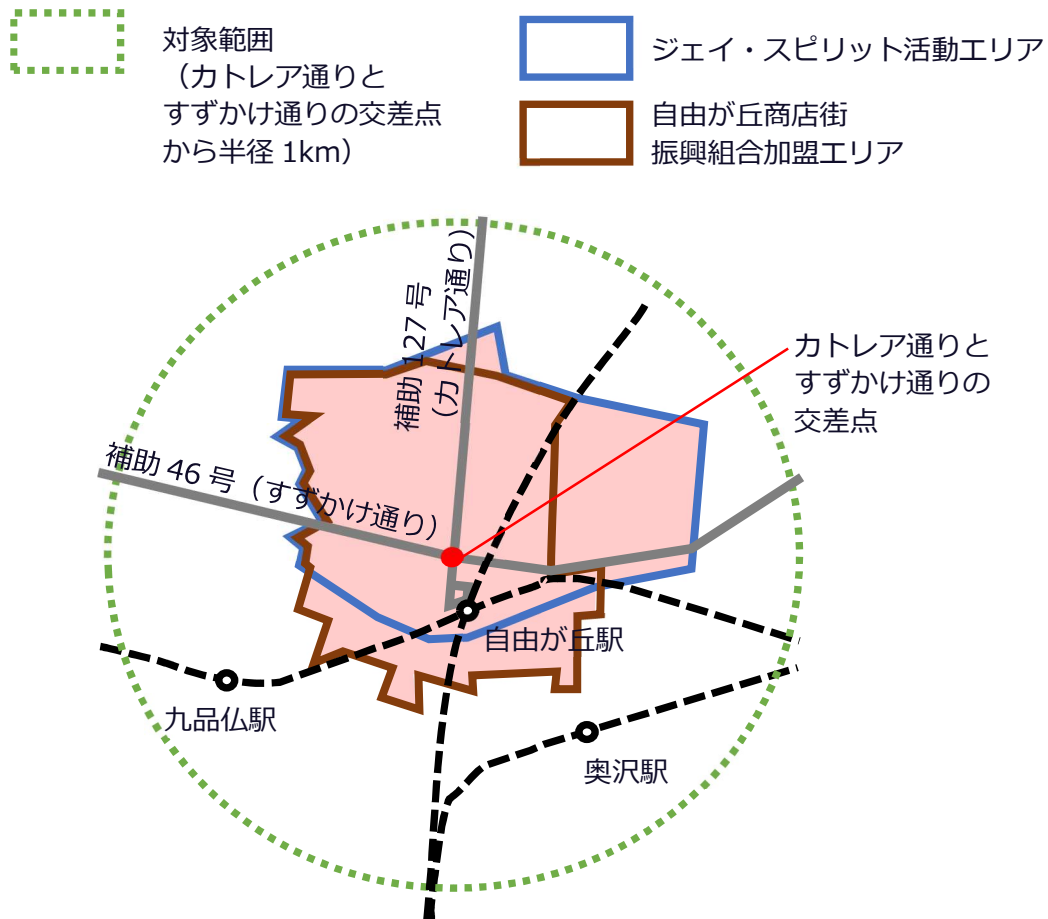 対象範囲
（カトレア通りと
すずかけ通りの交差点
から半径 1km）
ジェイ・スピリット活動エリア
自由が丘商店街
振興組合加盟エリア
補助 127 号
（カトレア通り）
カトレア通りと
すずかけ通りの
交差点
補助 46 号（すずかけ通り）
自由が丘駅
九品仏駅
奥沢駅